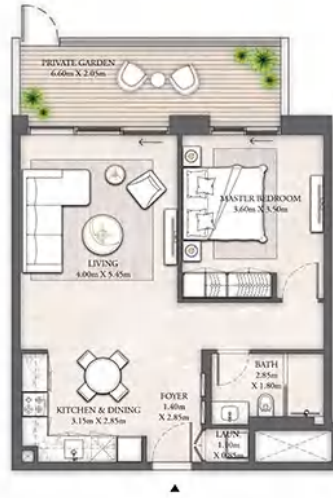 PRIVATE GARDEN
6.60m X 2.05m
MASTER BEDROOM
3.60m X 3.50m
LIVING
4.00m X 5.45m
BATH
2.85m
X 1.80m
FOYER
1.40m
X 2.85m
KITCHEN & DINING
3.15m X 2.85m
LAUN.